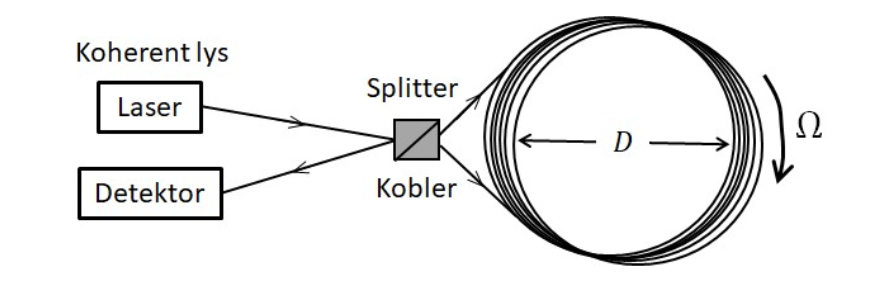 Koherent lys
Laser
Splitter
Detektor
Kobler
D
Ω